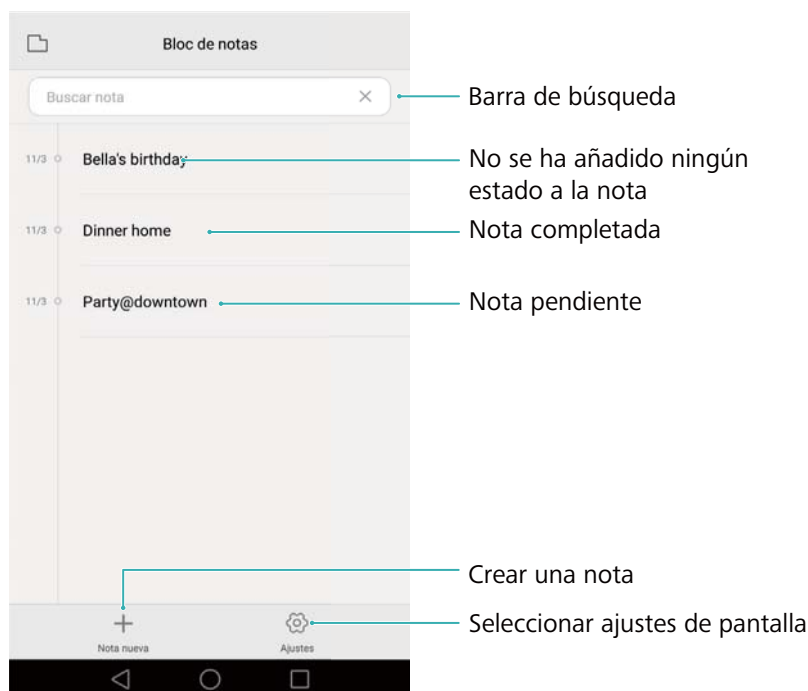 Bloc de notas
Buscar nota
Barra de búsqueda
11/3 Bella's birthday
No se ha añadido ningún
estado a la nota
11/3 Dinner home
Nota completada
11/3 Party@downtown
Nota pendiente
Crear una nota
Nota nueva
Ajustes
Seleccionar ajustes de pantalla